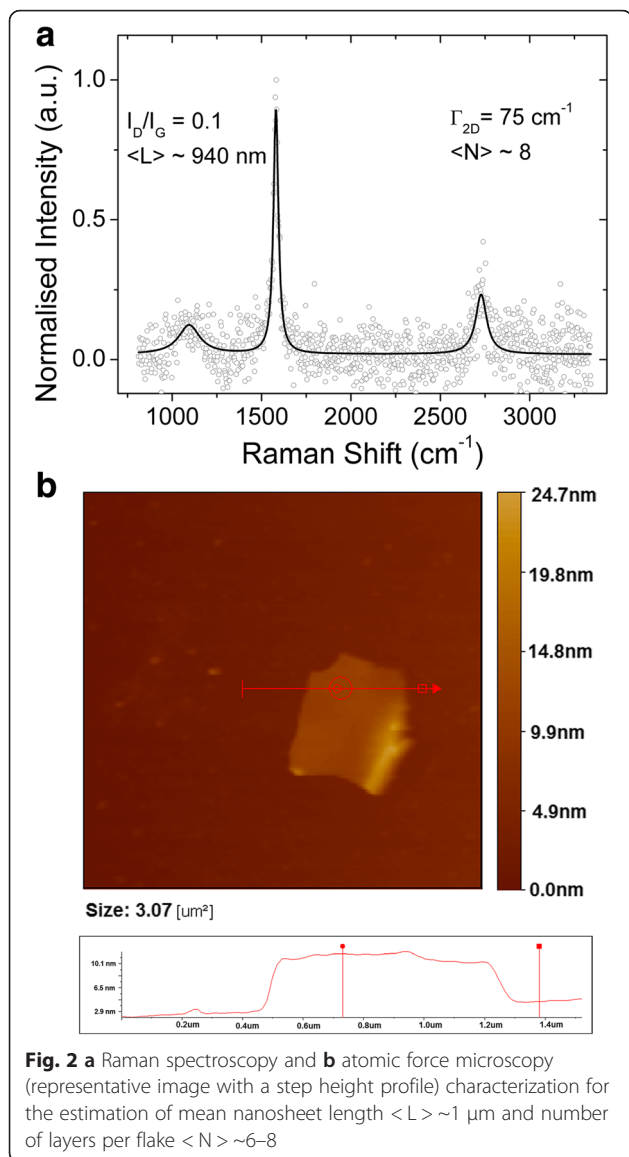 a
Normalised Intensity (a.u.)
1.0
0.5
0.0
I_D/I_G = 0.1
<L> ~ 940 nm
Γ_2D = 75 cm⁻¹
<N> ~ 8
1000 1500 2000 2500 3000
Raman Shift (cm⁻¹)
b
24.7nm
19.8nm
14.8nm
9.9nm
4.9nm
0.0nm
Size: 3.07 [um²]
10.1 nm
6.5 nm
2.9 nm
0.2um 0.4um 0.6um 0.8um 1.0um 1.2um 1.4um
Fig. 2 a Raman spectroscopy and b atomic force microscopy
(representative image with a step height profile) characterization for
the estimation of mean nanosheet length < L > ~1 μm and number
of layers per flake < N > ~6–8